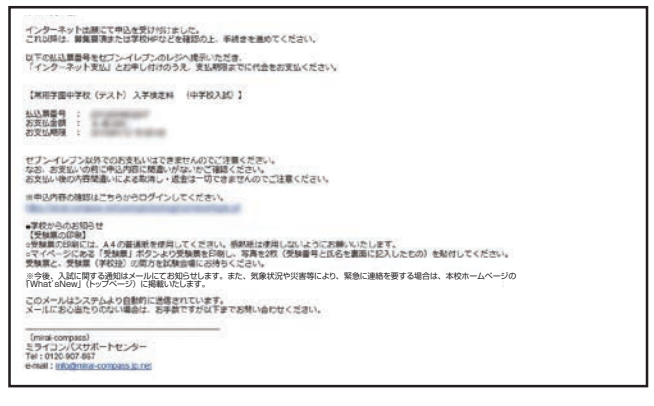 インターネット出願にて申込を受け付けました。
これ以降は、募集要項または学校HPなどを確認の上、手続きを進めてください。
以下の払込票番号をセブン-イレブンのレジへ掲示いただき、
「インターネット支払」とお申し付けのうえ、支払期限までに代金をお支払ください。
【常用学園中学校（テスト）入学検定料　（中学校入試）】
払込票番号　：
お支払金額　：
お支払期限　：
セブン-イレブン以外でのお支払いはできませんのでご注意ください。
なお、お支払いの前に申込内容に間違いがないかご確認ください。
お支払い後の内容間違いによる取消し・返金は一切できませんのでご注意ください。
※申込内容の確認はこちらからログインしてください。
●学校からのお知らせ
【受験票の印刷】
○受験票の印刷には、A4の普通紙を使用してください。感熱紙は使用しないようにお願いいたします。
○マイページにある「受験票」ボタンより受験票を印刷し、写真を2枚（受験番号と氏名を裏面に記入したもの）を貼付してください。
受験票と、受験票（学校控）の両方を試験会場にお持ちください。
※今後、入試に関する通知はメールにてお知らせします。また、気象状況や災害等により、緊急に連絡を要する場合は、本校ホームページの
「What'sNew」（トップページ）に掲載いたします。
このメールはシステムより自動的に送信されています。
メールにお心当たりのない場合は、お手数ですが以下までお問い合わせください。
（mirai-compass）
ミライコンパスサポートセンター
Tel：0120-907-867
e-mail：info@mirai-compass.jp.net